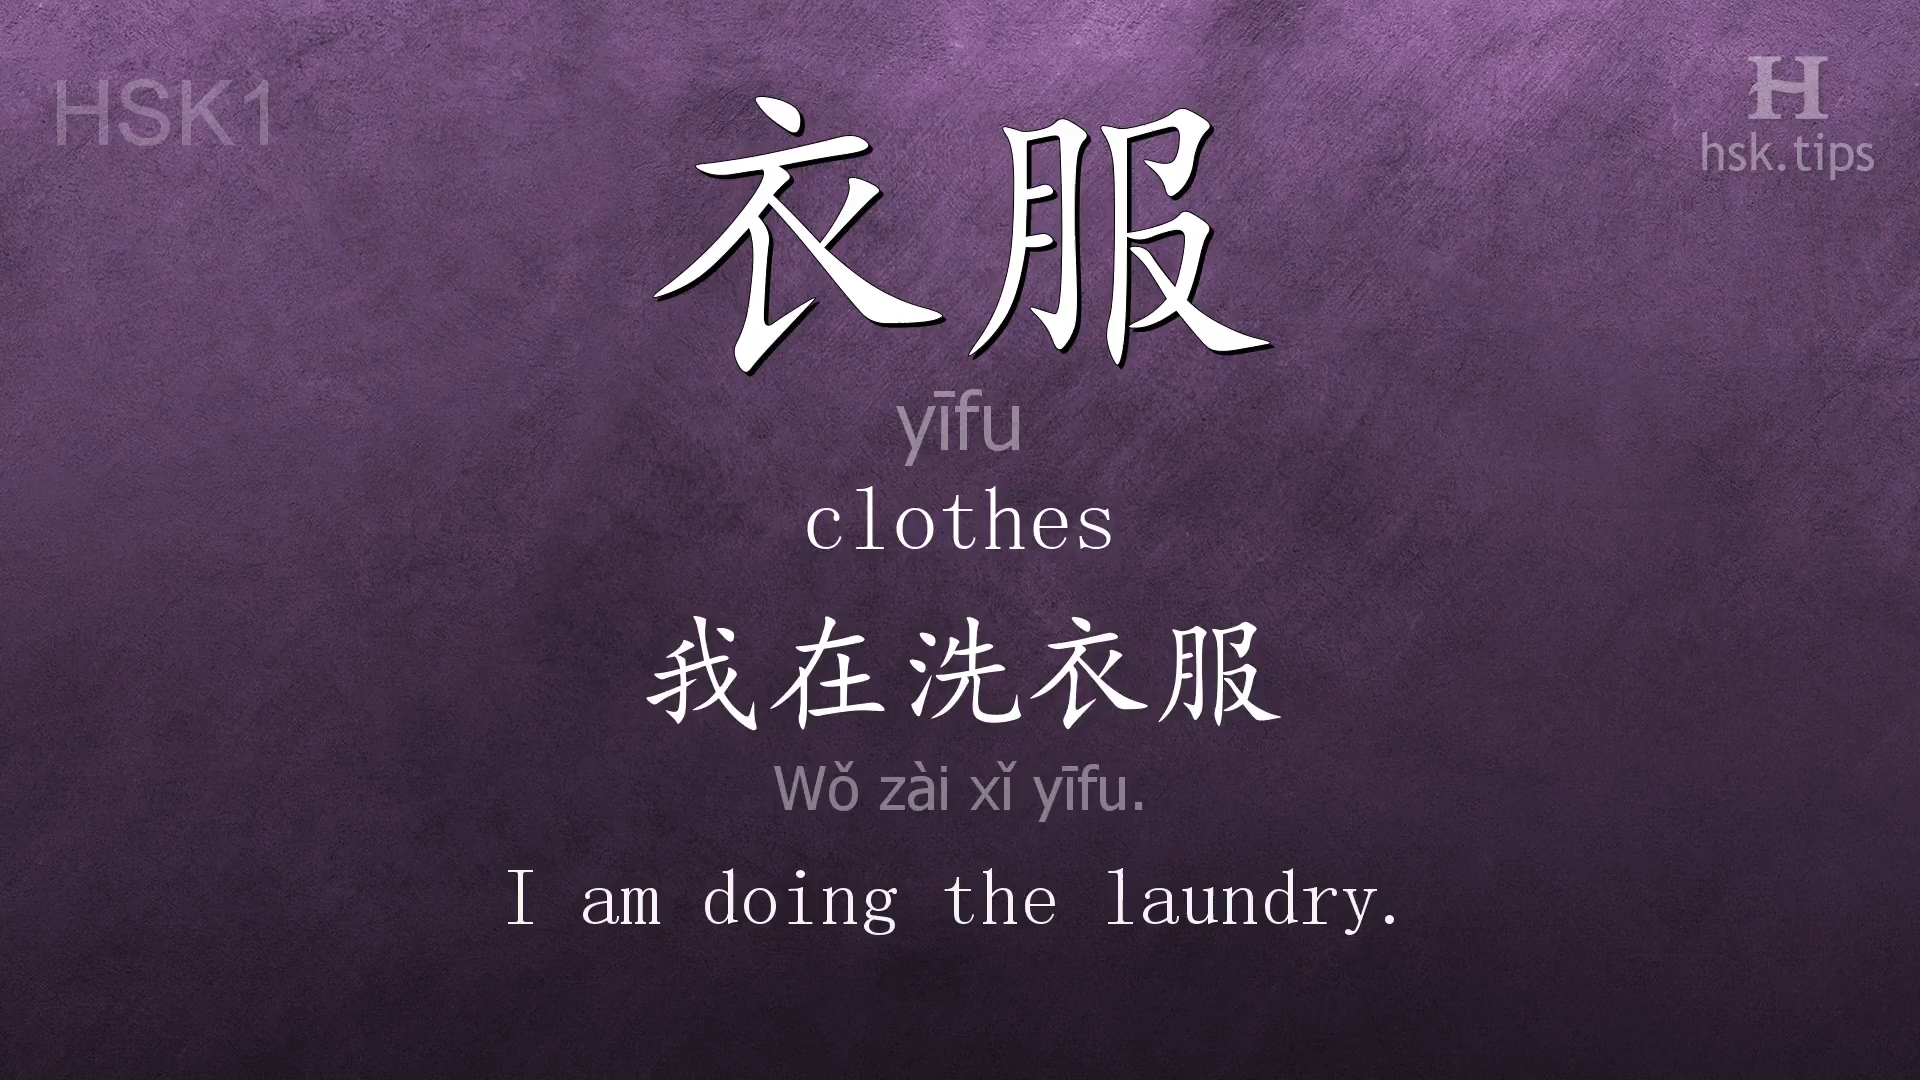 HSK1
H
hsk.tips
衣服
yīfu
clothes
我在洗衣服
Wǒ zài xǐ yīfu.
I am doing the laundry.